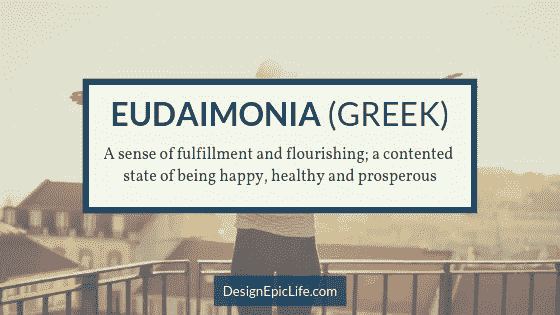 EUDAIMONIA (GREEK)
A sense of fulfillment and flourishing; a contented
state of being happy, healthy and prosperous
DesignEpicLife.com